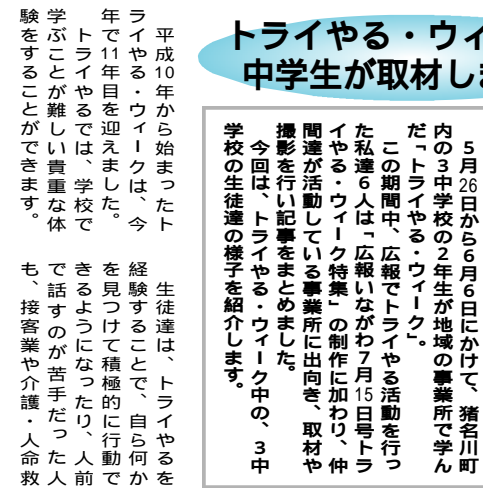 トライやる・ウィ
中学生が取材しま
　5月26日から6月6日にかけて、猪名川町
内の3中学校の2年生が地域の事業所で学ん
だ「トライやる・ウィーク」。
　この期間中、広報でトライやる活動を行っ
た私達6人は「広報いながわ7月15日号トラ
イやる・ウィーク特集」の制作に加わり、仲
間達が活動している事業所に出向き、取材や
撮影を行い記事をまとめました。
　今回は、トライやる・ウィーク中の、3中
学校の生徒達の様子を紹介します。
　平成10年から始まったト
ライやる・ウィークは、今
年で11年目を迎えました。
　トライやるでは、学校で
学ぶことが難しい貴重な体
験をすることができます。
　生徒達は、トライやるを
経験することで、自ら何か
を見つけて積極的に行動で
きるようになったり、人前
で話すのが苦手だった人
も、接客業や介護・人命救